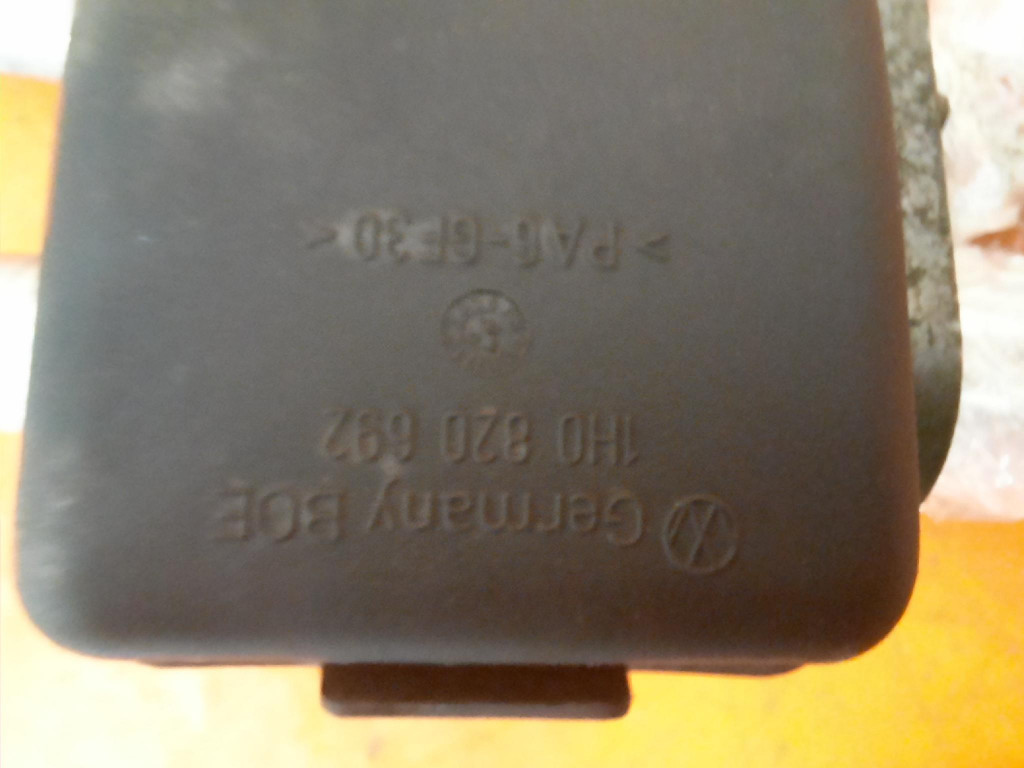 Germany BOE
1H0 820 692
>PA6-GF30<